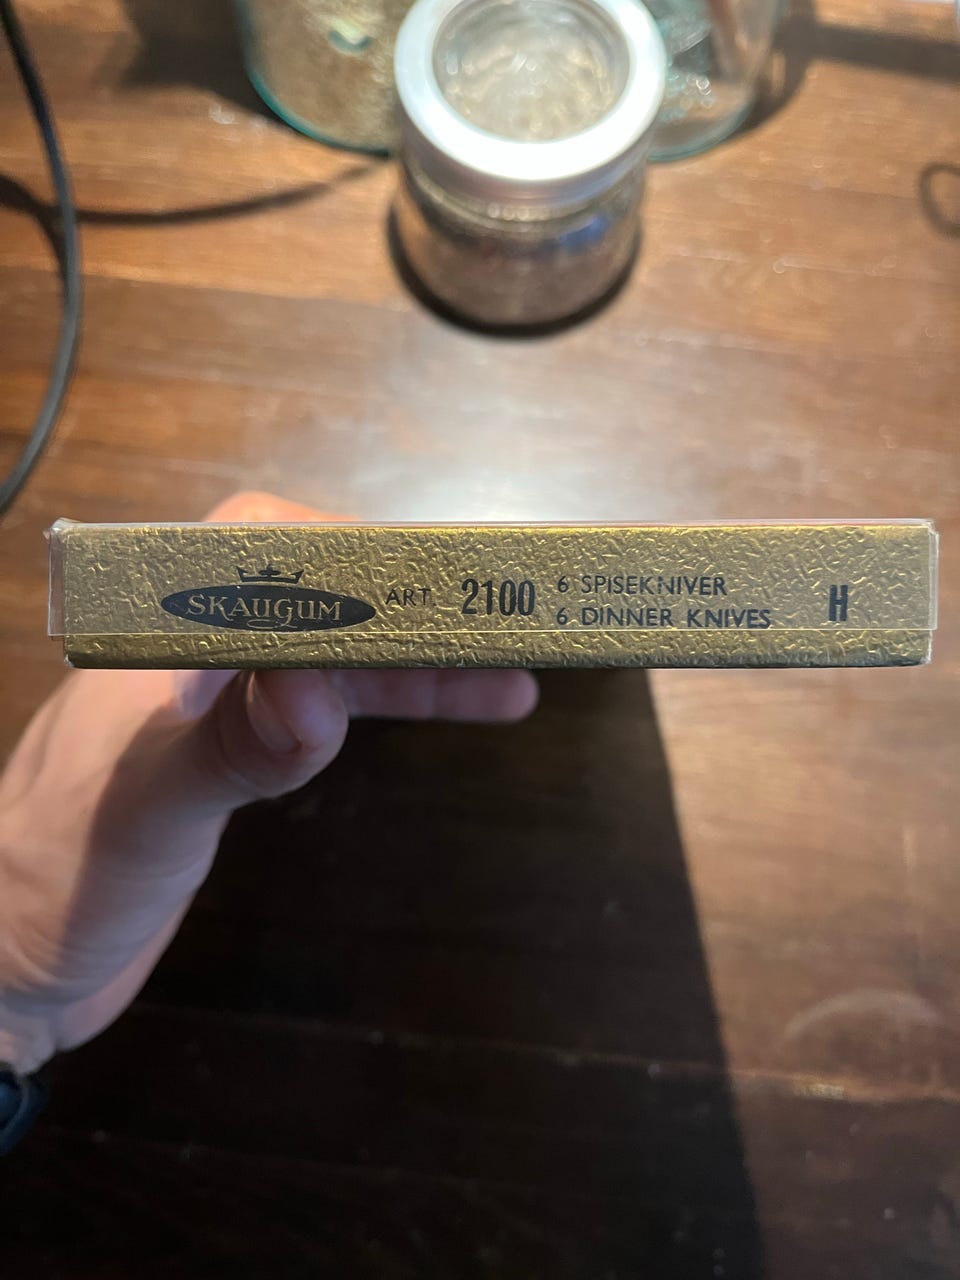 SKAUGUM ART. 2100 6 SPISEKNIVER H
6 DINNER KNIVES